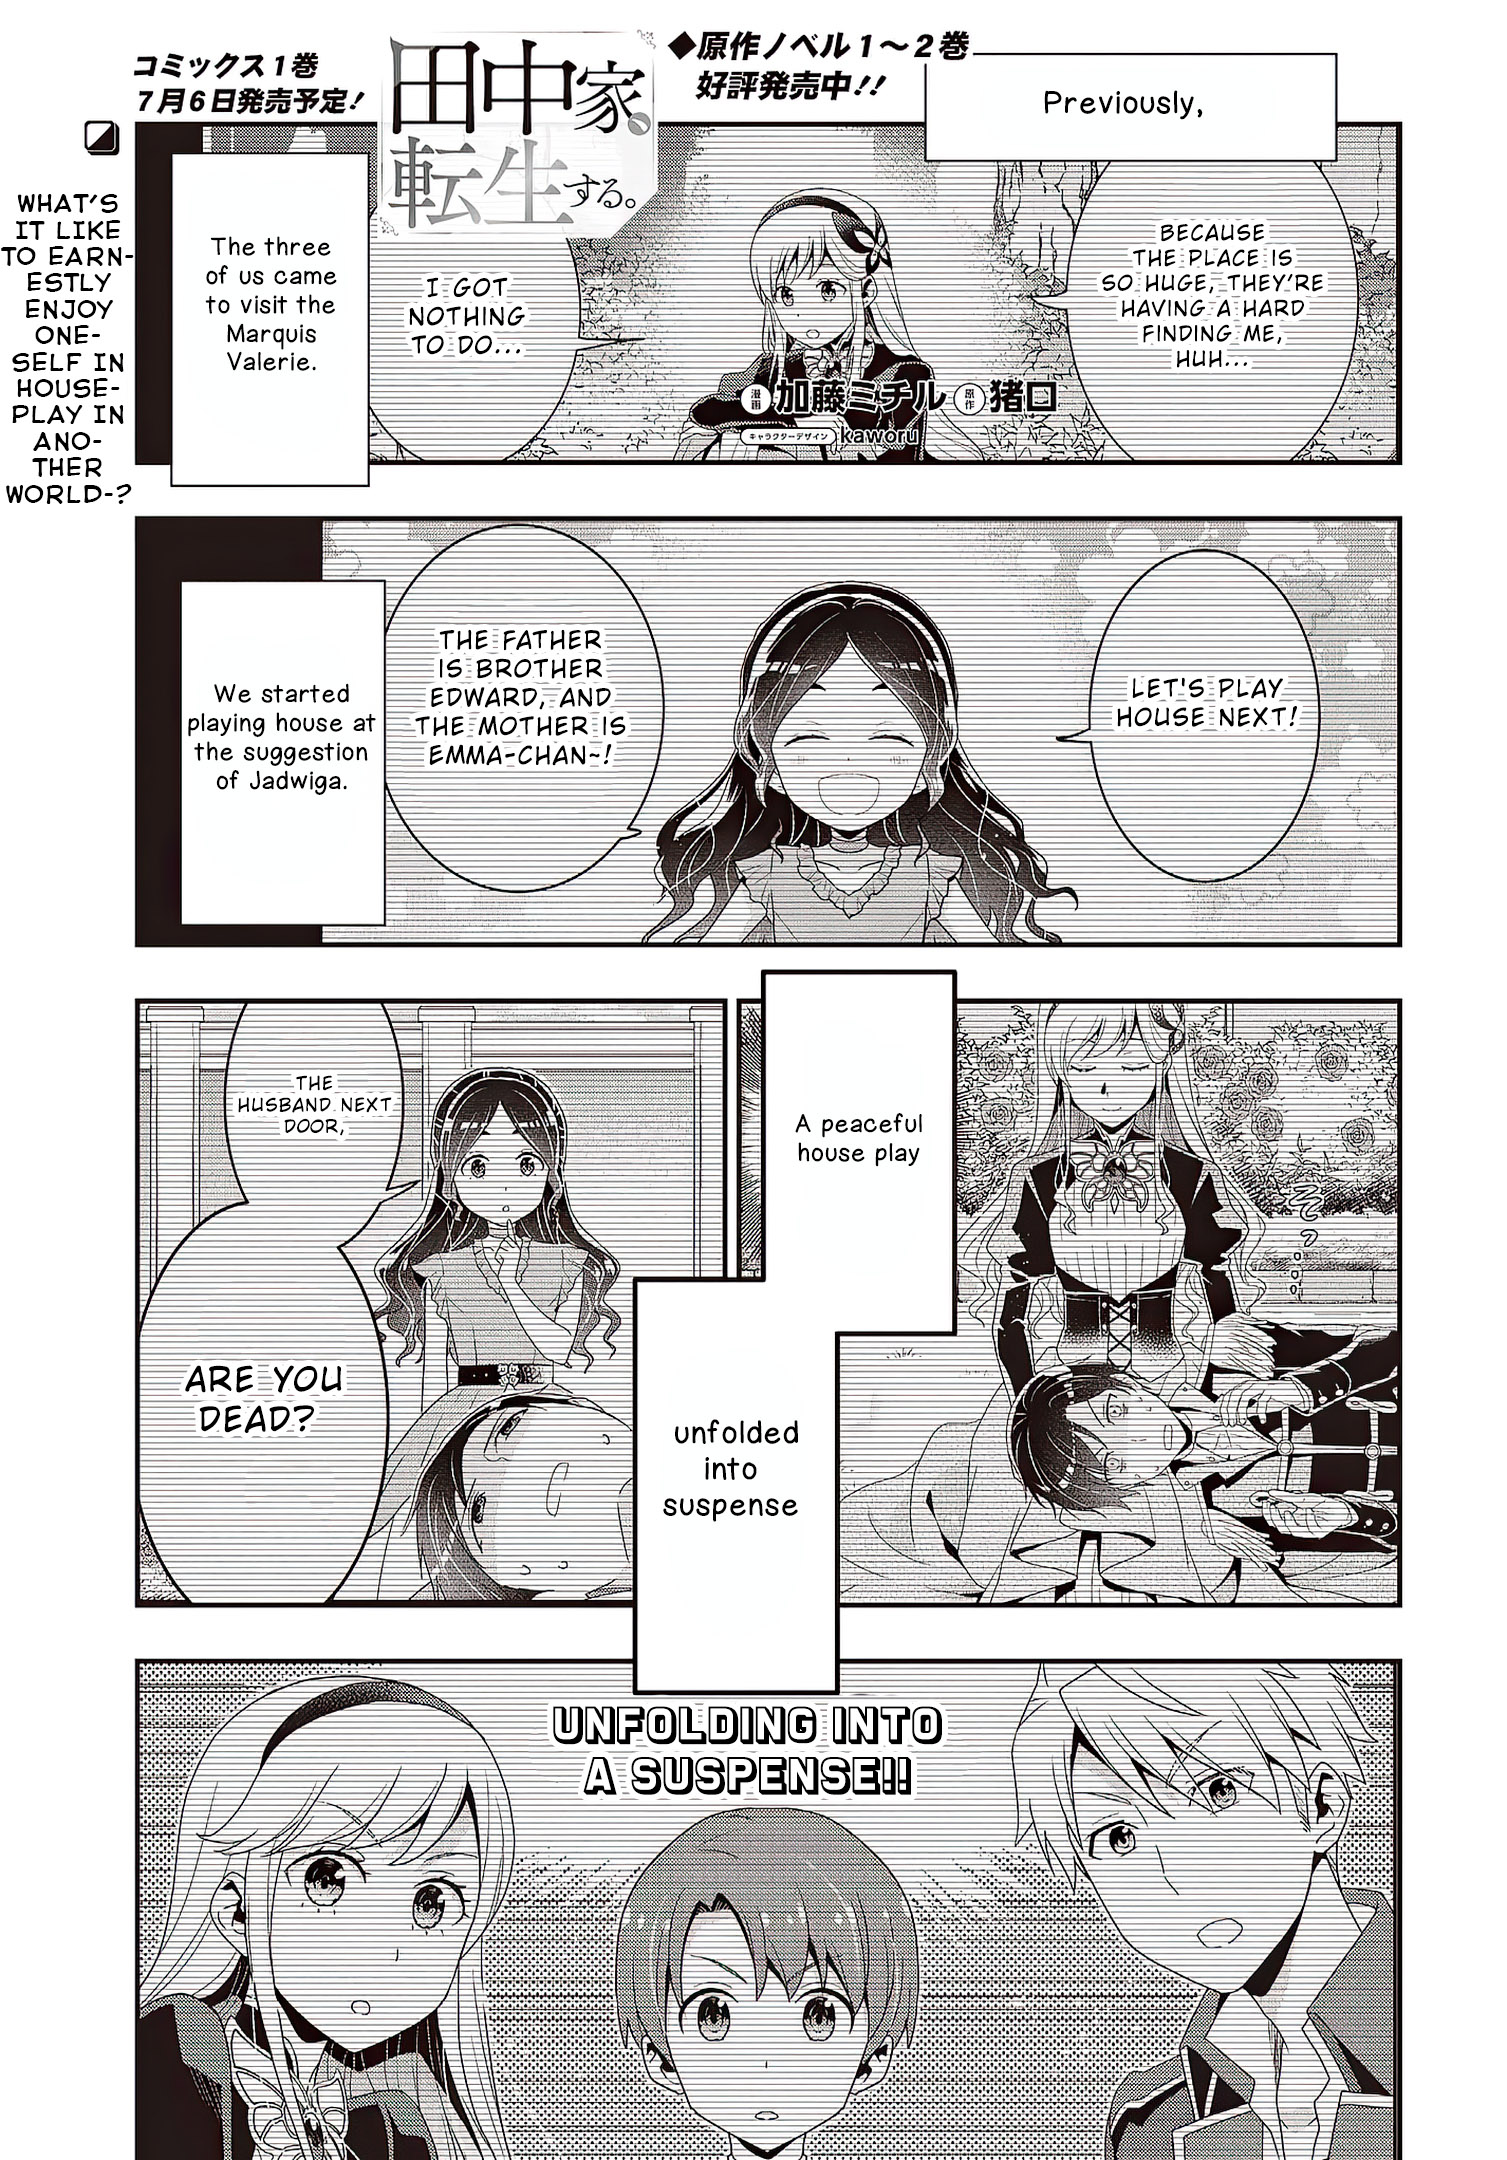 コミックス1巻
7月6日発売予定!
田中家、
転生する。
◆原作ノベル1〜2巻
好評発売中!!
Previously,
WHAT'S
IT LIKE
TO EARN-
ESTLY
ENJOY
ONE-
SELF IN
HOUSE-
PLAY IN
ANO-
THER
WORLD-?
BECAUSE
THE PLACE IS
SO HUGE, THEY'RE
HAVING A HARD
FINDING ME,
HUH...
I GOT
NOTHING
TO DO...
The three
of us came
to visit the
Marquis
Valerie.
漫画 加藤ミチル 原作 猪口
キャラクターデザイン kaworu
LET'S PLAY
HOUSE NEXT!
THE FATHER
IS BROTHER
EDWARD, AND
THE MOTHER IS
EMMA-CHAN~!
We started
playing house at
the suggestion
of Jadwiga.
A peaceful
house play
THE
HUSBAND NEXT
DOOR,
ARE YOU
DEAD?
unfolded
into
suspense
UNFOLDING INTO
A SUSPENSE!!